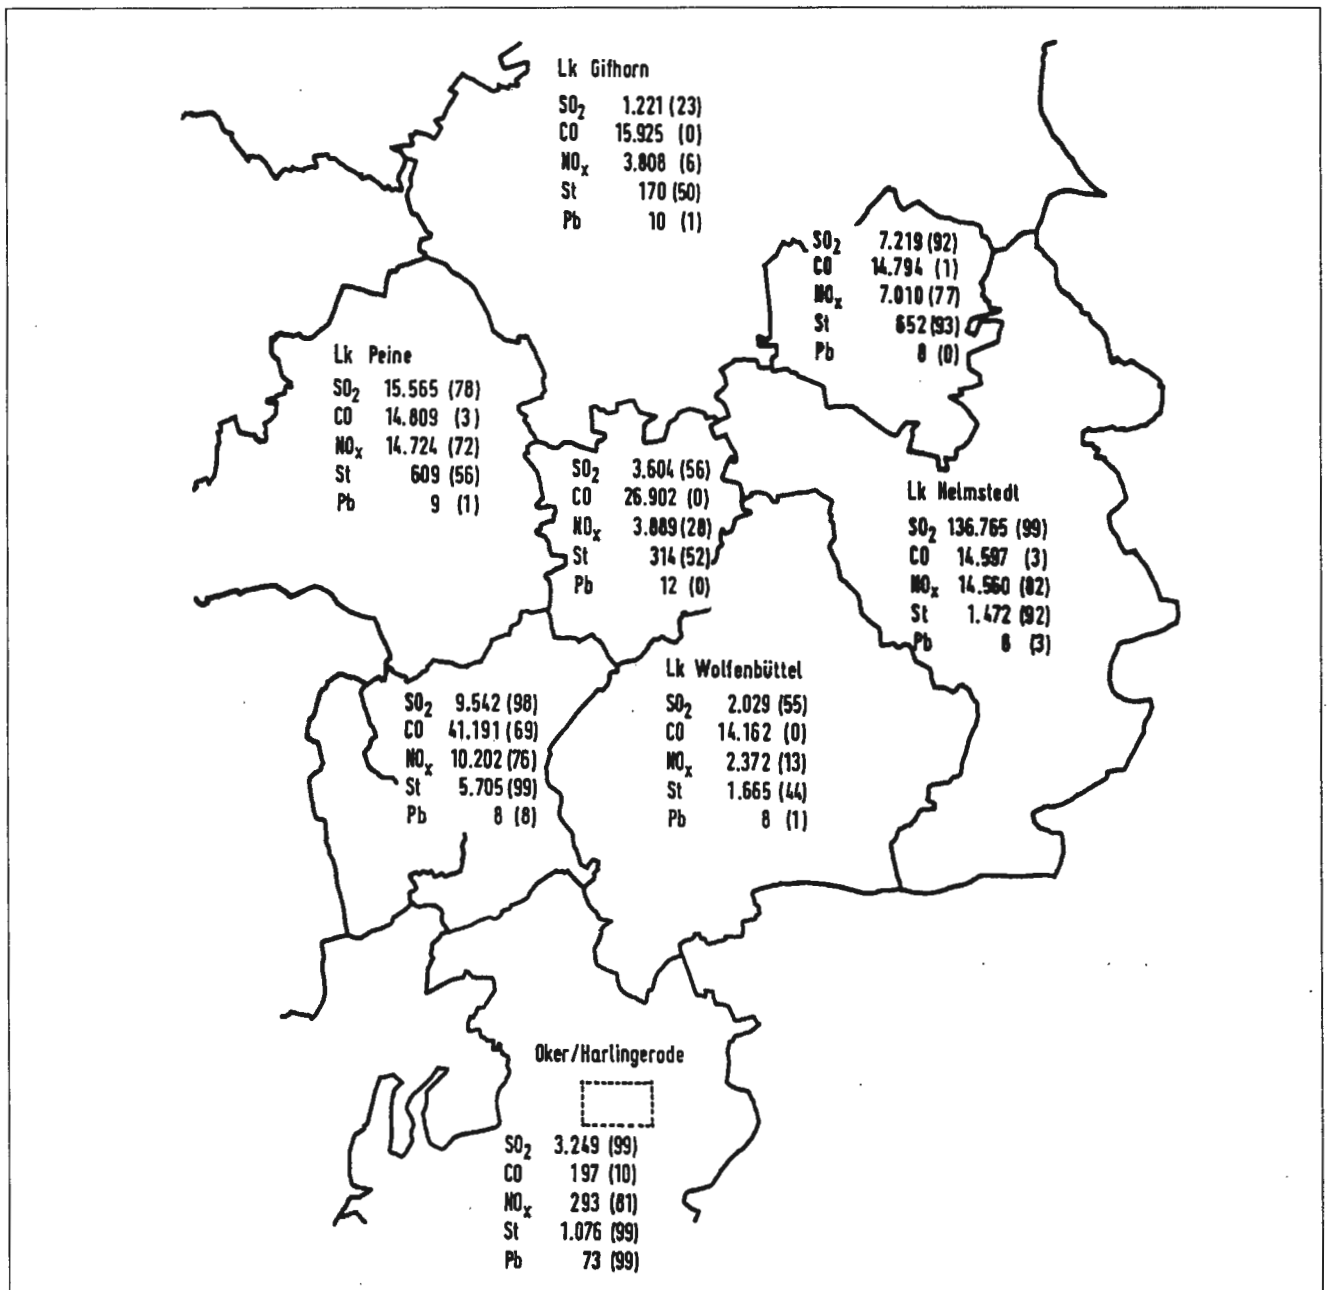 Lk Gifhorn
SO2 1.221 (23)
CO 15.925 (0)
NOx 3.808 (6)
St 170 (50)
Pb 10 (1)
SO2 7.219 (92)
CO 14.794 (1)
NOx 7.010 (77)
St 652 (93)
Pb 8 (0)
Lk Peine
SO2 15.565 (78)
CO 14.809 (3)
NOx 14.724 (72)
St 609 (56)
Pb 9 (1)
SO2 3.604 (56)
CO 26.902 (0)
NOx 3.889 (28)
St 314 (52)
Pb 12 (0)
Lk Helmstedt
SO2 136.765 (99)
CO 14.597 (3)
NOx 14.560 (82)
St 1.472 (92)
Pb 8 (3)
Lk Wolfenbüttel
SO2 2.029 (55)
CO 14.162 (0)
NOx 2.372 (13)
St 1.665 (44)
Pb 8 (1)
SO2 9.542 (98)
CO 41.191 (69)
NOx 10.202 (76)
St 5.705 (99)
Pb 8 (8)
Oker/Harlingerode
SO2 3.249 (99)
CO 197 (10)
NOx 293 (81)
St 1.076 (99)
Pb 73 (99)